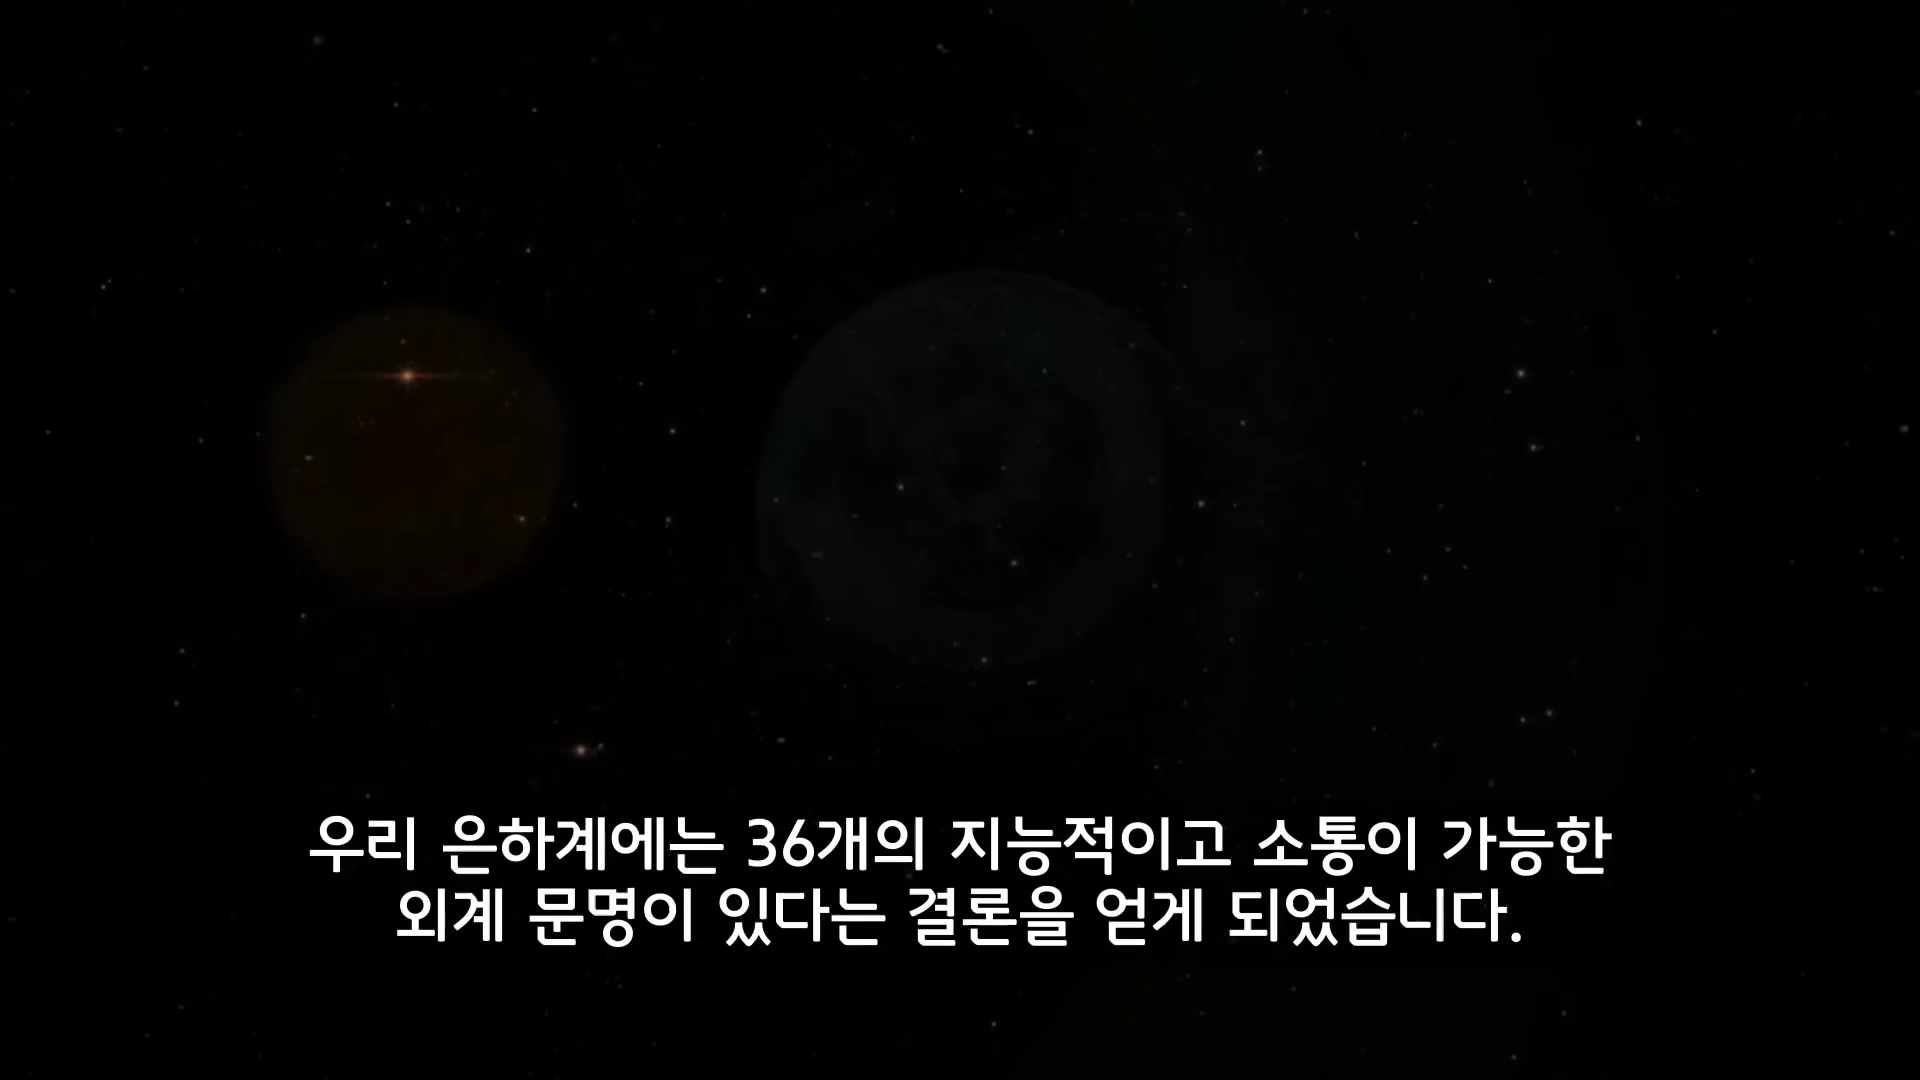 우리 은하계에는 36개의 지능적이고 소통이 가능한
외계 문명이 있다는 결론을 얻게 되었습니다.